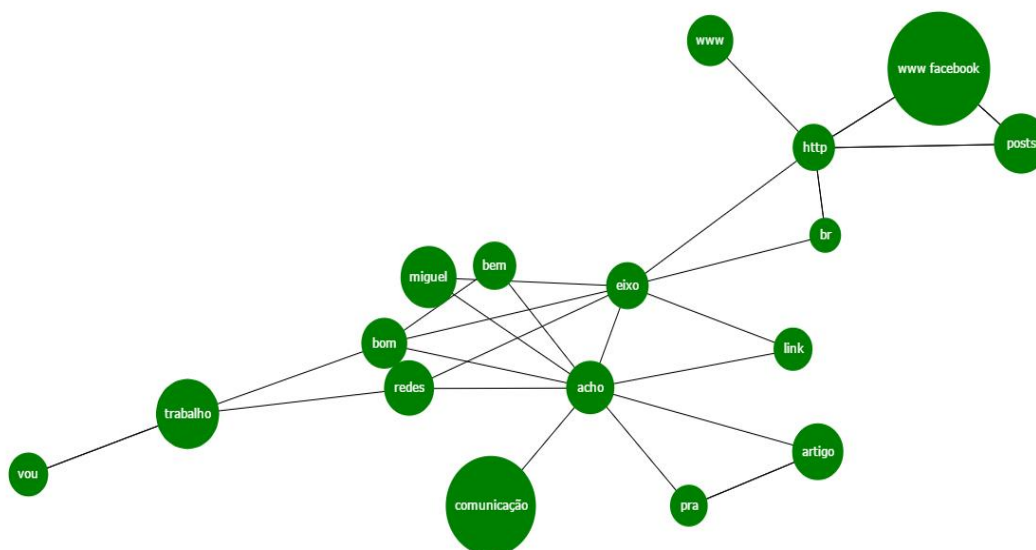 www
www facebook
http
posts
br
bem
miguel
eixo
bom
link
redes
acho
trabalho
artigo
vou
comunicação
pra